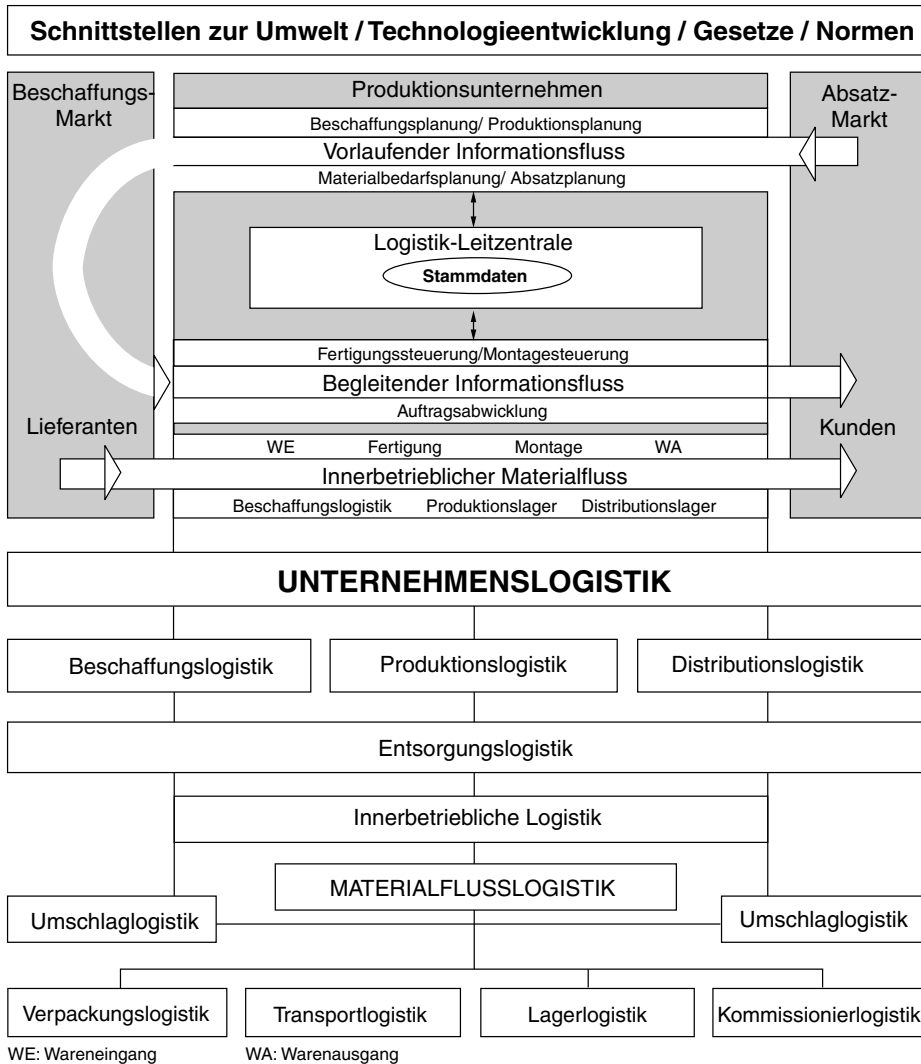 Schnittstellen zur Umwelt / Technologieentwicklung / Gesetze / Normen
Beschaffungs-
Markt
Produktionsunternehmen
Absatz-
Markt
Beschaffungsplanung/ Produktionsplanung
Vorlaufender Informationsfluss
Materialbedarfsplanung/ Absatzplanung
Logistik-Leitzentrale
Stammdaten
Fertigungssteuerung/Montagesteuerung
Begleitender Informationsfluss
Auftragsabwicklung
Lieferanten
Kunden
WE Fertigung Montage WA
Innerbetrieblicher Materialfluss
Beschaffungslogistik Produktionslager Distributionslager
UNTERNEHMENSLOGISTIK
Beschaffungslogistik Produktionslogistik Distributionslogistik
Entsorgungslogistik
Innerbetriebliche Logistik
MATERIALFLUSSLOGISTIK
Umschlaglogistik Umschlaglogistik
Verpackungslogistik Transportlogistik Lagerlogistik Kommissionierlogistik
WE: Wareneingang WA: Warenausgang